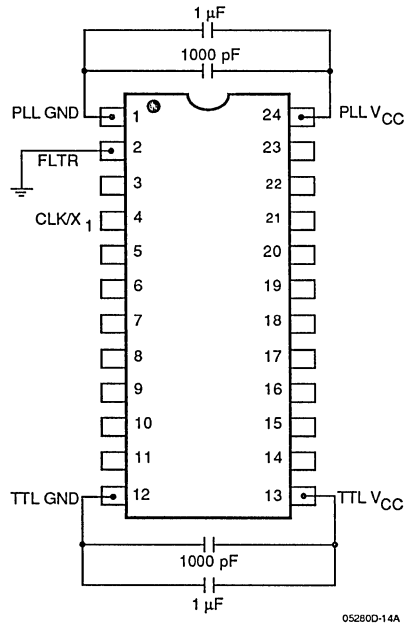 1 µF
1000 pF
PLL GND 1 24 PLL VCC
FLTR 2 23
3 22
CLK/X 1 4 21
5 20
6 19
7 18
8 17
9 16
10 15
11 14
TTL GND 12 13 TTL VCC
1000 pF
1 µF
05280D-14A